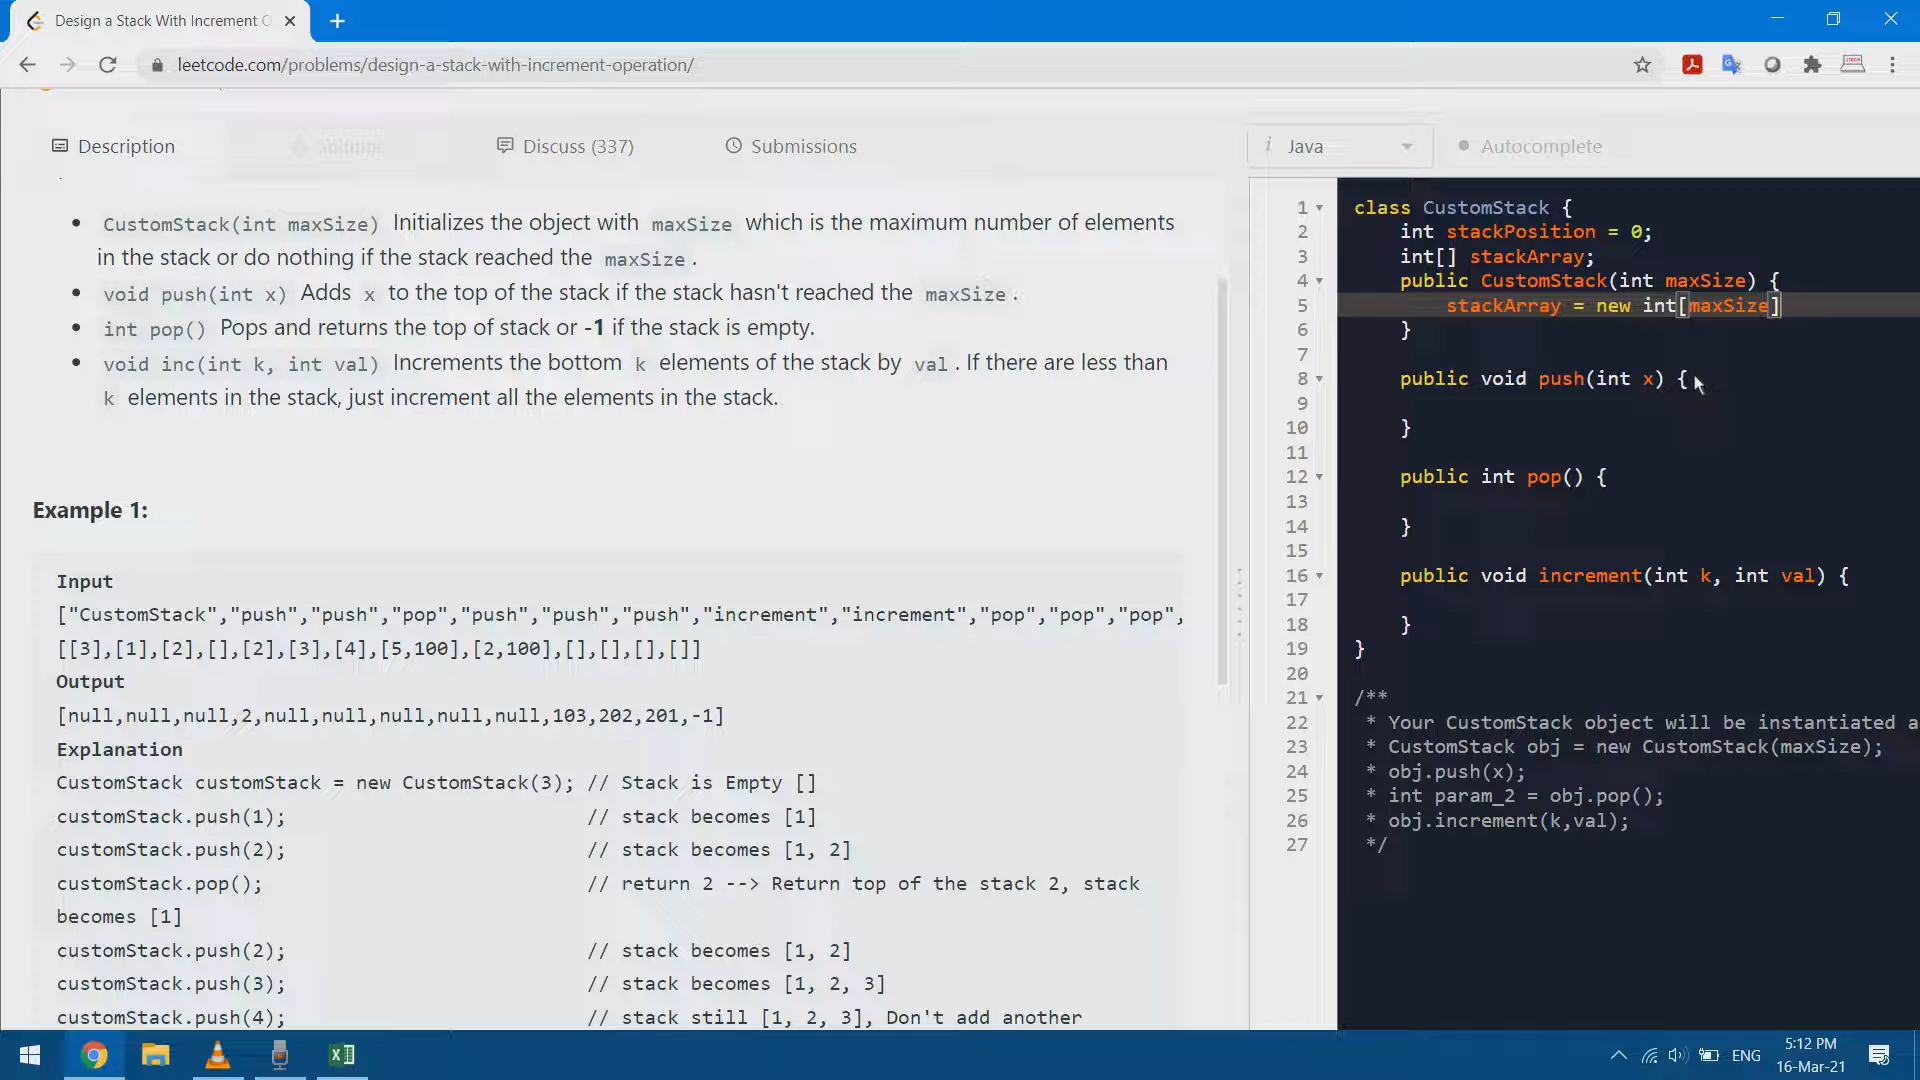 Design a Stack With Increment O
leetcode.com/problems/design-a-stack-with-increment-operation/
Description
Discuss (337)
Submissions
i Java
Autocomplete
CustomStack(int maxSize) Initializes the object with maxSize which is the maximum number of elements
in the stack or do nothing if the stack reached the maxSize.
void push(int x) Adds x to the top of the stack if the stack hasn't reached the maxSize.
int pop() Pops and returns the top of stack or -1 if the stack is empty.
void inc(int k, int val) Increments the bottom k elements of the stack by val. If there are less than
k elements in the stack, just increment all the elements in the stack.
Example 1:
Input
["CustomStack","push","push","pop","push","push","push","increment","increment","pop","pop","pop",
[[3],[1],[2],[],[2],[3],[4],[5,100],[2,100],[],[],[],[]]
Output
[null,null,null,2,null,null,null,null,null,103,202,201,-1]
Explanation
CustomStack customStack = new CustomStack(3); // Stack is Empty []
customStack.push(1); // stack becomes [1]
customStack.push(2); // stack becomes [1, 2]
customStack.pop(); // return 2 --> Return top of the stack 2, stack
becomes [1]
customStack.push(2); // stack becomes [1, 2]
customStack.push(3); // stack becomes [1, 2, 3]
customStack.push(4); // stack still [1, 2, 3], Don't add another
1 class CustomStack {
2 int stackPosition = 0;
3 int[] stackArray;
4 public CustomStack(int maxSize) {
5 stackArray = new int[maxSize]
6 }
7
8 public void push(int x) {
9
10 }
11
12 public int pop() {
13
14 }
15
16 public void increment(int k, int val) {
17
18 }
19 }
20
21 /**
22 * Your CustomStack object will be instantiated a
23 * CustomStack obj = new CustomStack(maxSize);
24 * obj.push(x);
25 * int param_2 = obj.pop();
26 * obj.increment(k,val);
27 */
ENG
5:12 PM
16-Mar-21